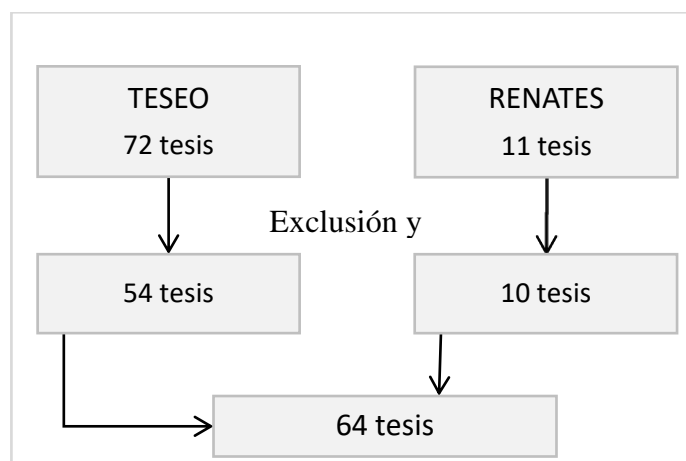 TESEO
72 tesis
RENATES
11 tesis
Exclusión y
54 tesis
10 tesis
64 tesis